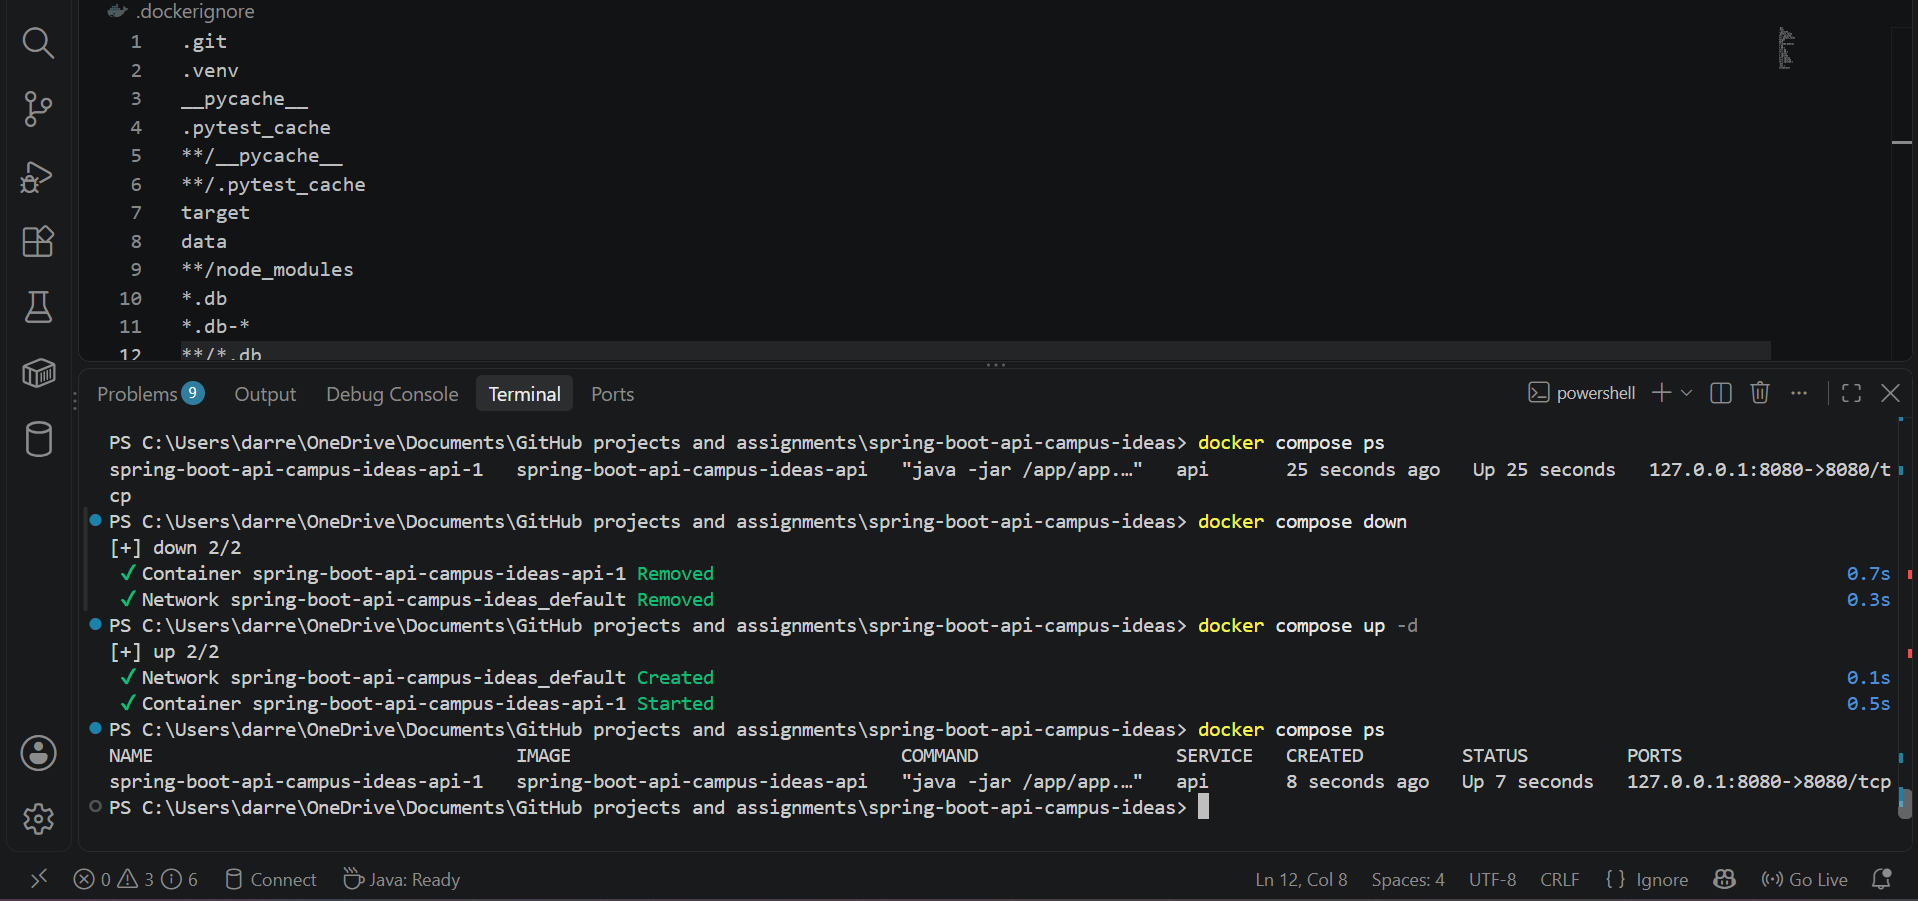 .dockerignore
1 .git
2 .venv
3 __pycache__
4 .pytest_cache
5 **/__pycache__
6 **/.pytest_cache
7 target
8 data
9 **/node_modules
10 *.db
11 *.db-*
12 **/*.db
Problems 9 Output Debug Console Terminal Ports powershell
PS C:\Users\darre\OneDrive\Documents\GitHub projects and assignments\spring-boot-api-campus-ideas> docker compose ps
spring-boot-api-campus-ideas-api-1 spring-boot-api-campus-ideas-api "java -jar /app/app.…" api 25 seconds ago Up 25 seconds 127.0.0.1:8080->8080/t
cp
PS C:\Users\darre\OneDrive\Documents\GitHub projects and assignments\spring-boot-api-campus-ideas> docker compose down
[+] down 2/2
✓ Container spring-boot-api-campus-ideas-api-1 Removed 0.7s
✓ Network spring-boot-api-campus-ideas_default Removed 0.3s
PS C:\Users\darre\OneDrive\Documents\GitHub projects and assignments\spring-boot-api-campus-ideas> docker compose up -d
[+] up 2/2
✓ Network spring-boot-api-campus-ideas_default Created 0.1s
✓ Container spring-boot-api-campus-ideas-api-1 Started 0.5s
PS C:\Users\darre\OneDrive\Documents\GitHub projects and assignments\spring-boot-api-campus-ideas> docker compose ps
NAME IMAGE COMMAND SERVICE CREATED STATUS PORTS
spring-boot-api-campus-ideas-api-1 spring-boot-api-campus-ideas-api "java -jar /app/app.…" api 8 seconds ago Up 7 seconds 127.0.0.1:8080->8080/tcp
PS C:\Users\darre\OneDrive\Documents\GitHub projects and assignments\spring-boot-api-campus-ideas>
0 3 6 Connect Java: Ready Ln 12, Col 8 Spaces: 4 UTF-8 CRLF { } Ignore Go Live